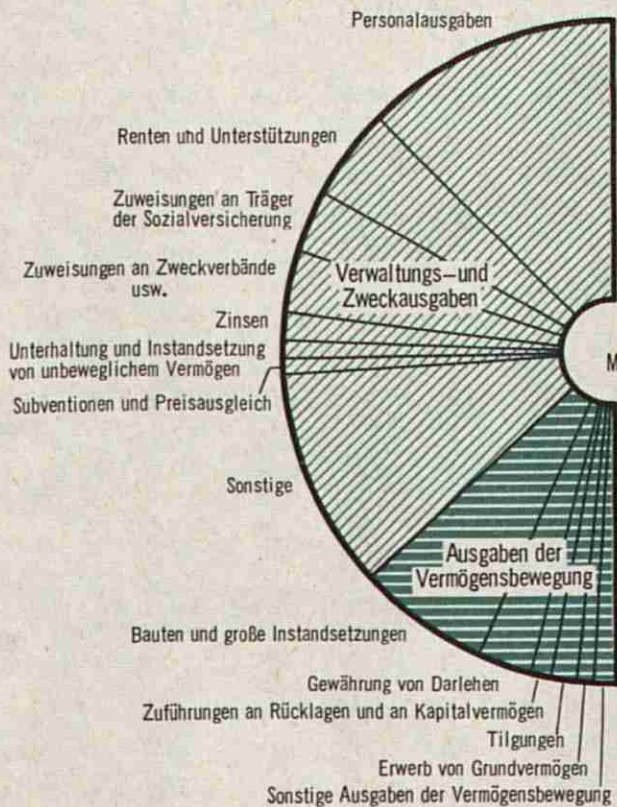 Personalausgaben
Renten und Unterstützungen
Zuweisungen an Träger
der Sozialversicherung
Zuweisungen an Zweckverbände
usw.
Verwaltungs- und
Zweckausgaben
Zinsen
Unterhaltung und Instandsetzung
von unbeweglichem Vermögen
M
Subventionen und Preisausgleich
Sonstige
Ausgaben der
Vermögensbewegung
Bauten und große Instandsetzungen
Gewährung von Darlehen
Zuführungen an Rücklagen und an Kapitalvermögen
Tilgungen
Erwerb von Grundvermögen
Sonstige Ausgaben der Vermögensbewegung